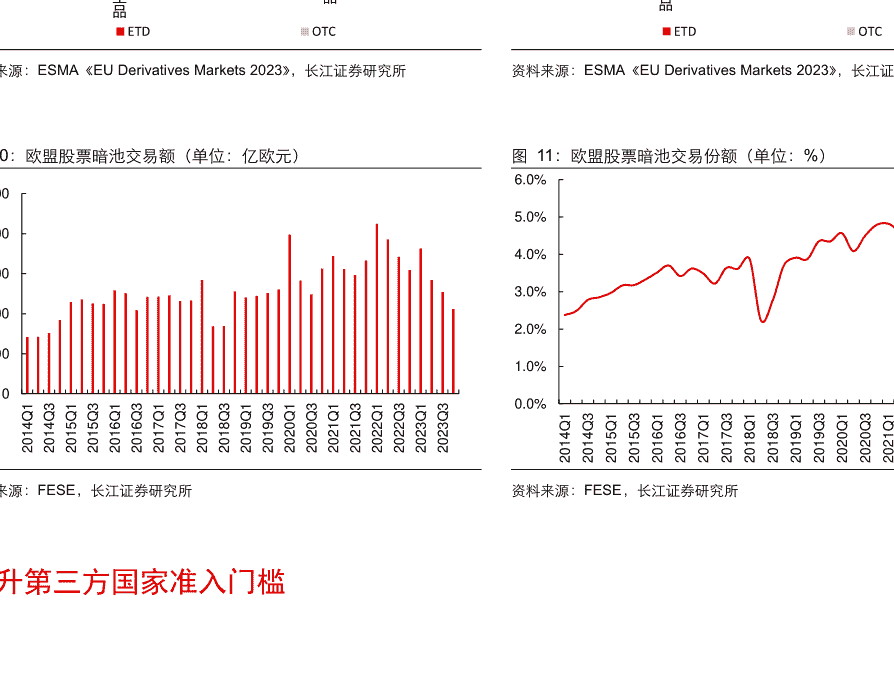 品 品 品
ETD OTC ETD OTC
来源：ESMA《EU Derivatives Markets 2023》，长江证券研究所
资料来源：ESMA《EU Derivatives Markets 2023》，长江证
0：欧盟股票暗池交易额（单位：亿欧元）
00
00
00
00
00
0
2014Q1 2014Q3 2015Q1 2015Q3 2016Q1 2016Q3 2017Q1 2017Q3 2018Q1 2018Q3 2019Q1 2019Q3 2020Q1 2020Q3 2021Q1 2021Q3 2022Q1 2022Q3 2023Q1 2023Q3
来源：FESE，长江证券研究所
图 11：欧盟股票暗池交易份额（单位：%）
6.0%
5.0%
4.0%
3.0%
2.0%
1.0%
0.0%
2014Q1 2014Q3 2015Q1 2015Q3 2016Q1 2016Q3 2017Q1 2017Q3 2018Q1 2018Q3 2019Q1 2019Q3 2020Q1 2020Q3 2021Q1
资料来源：FESE，长江证券研究所
升第三方国家准入门槛